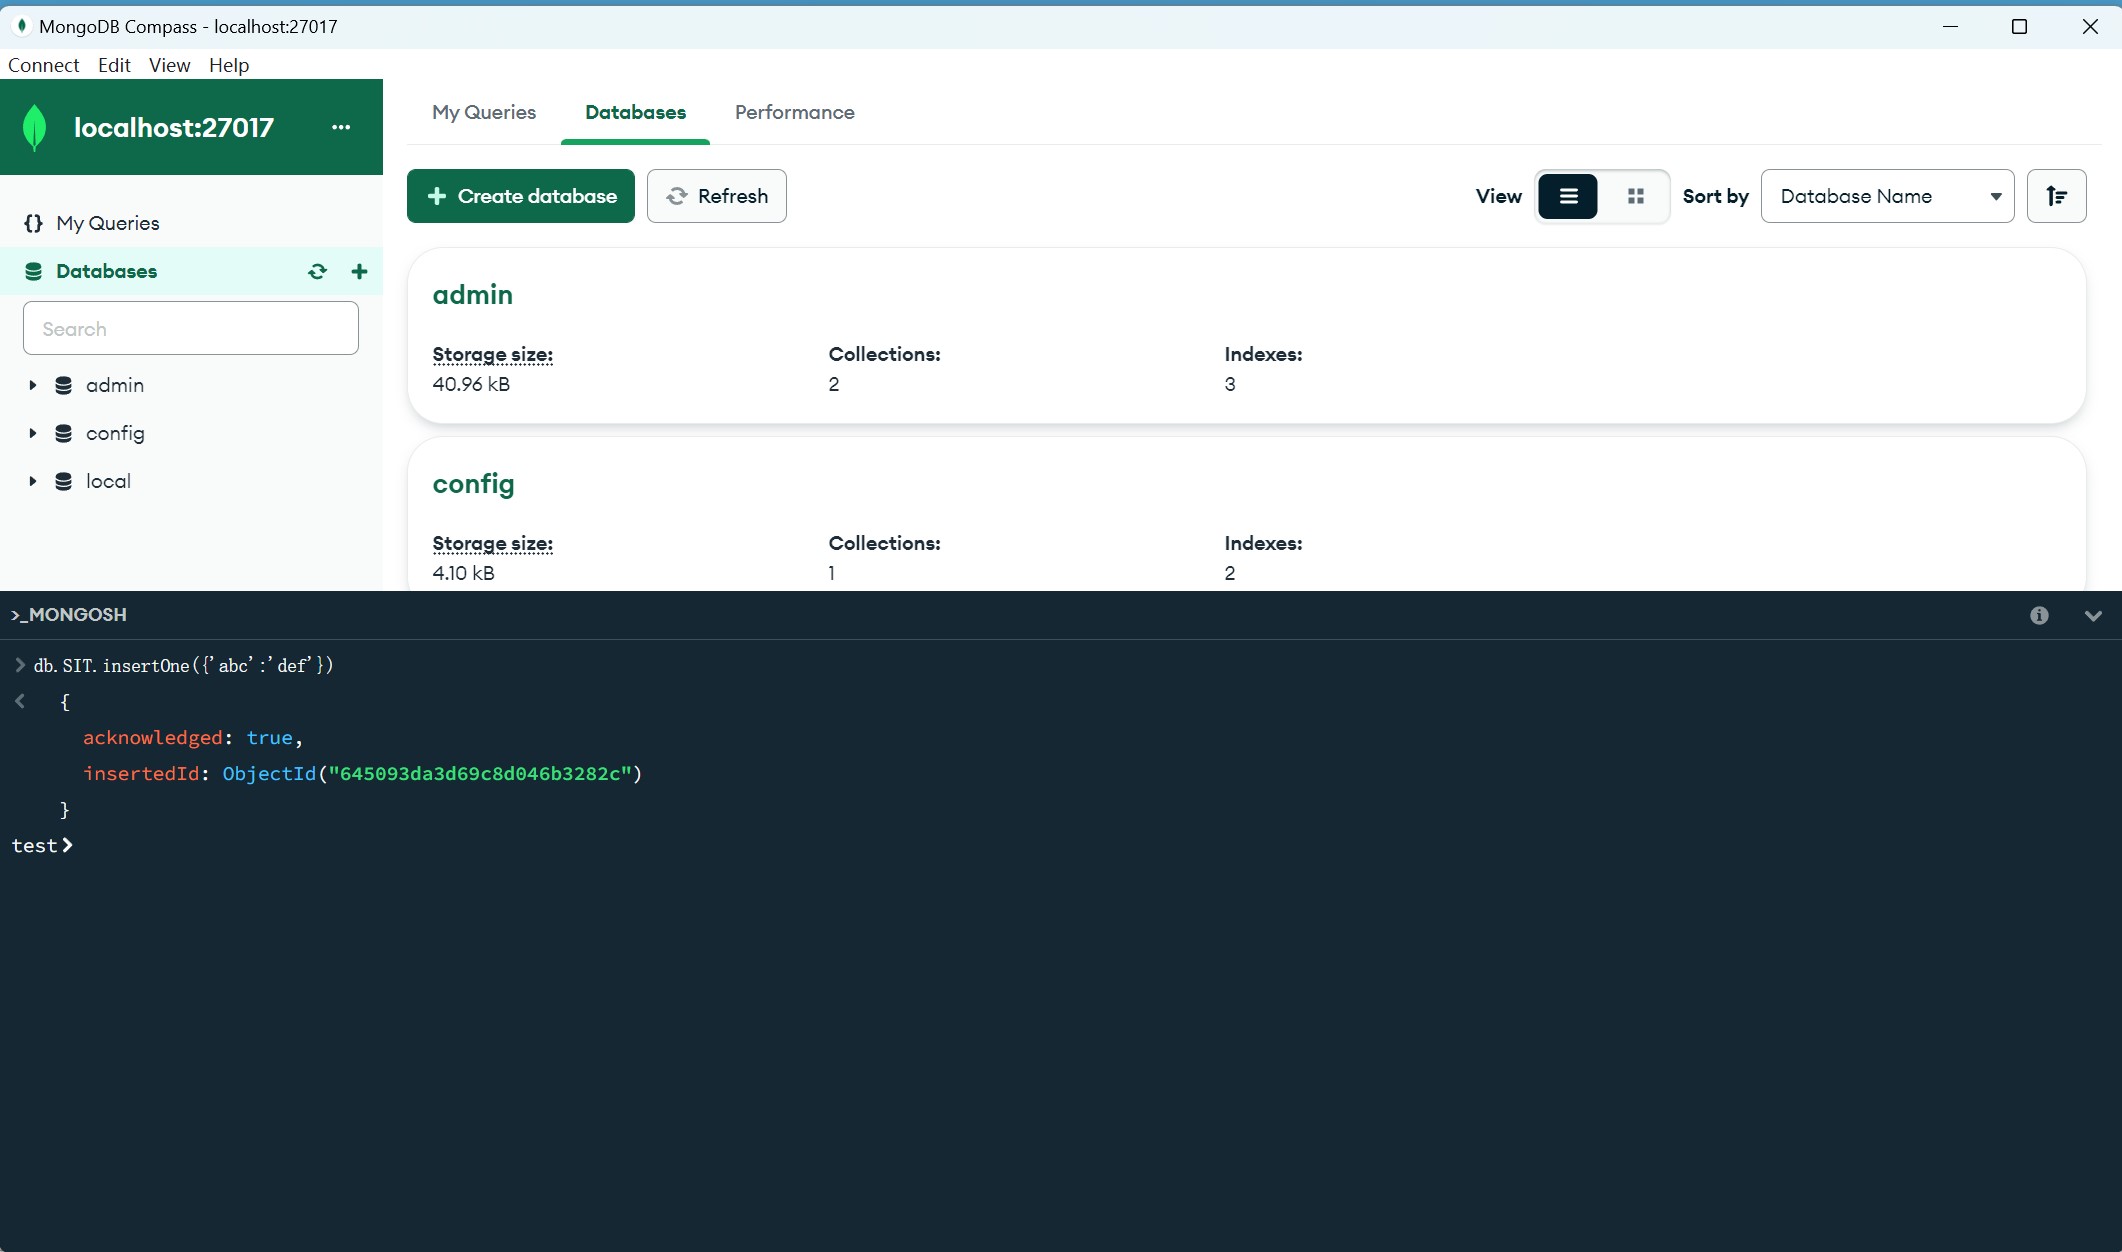 MongoDB Compass - localhost:27017
Connect Edit View Help
localhost:27017 ...
My Queries Databases Performance
Create database Refresh View Sort by Database Name
{} My Queries
Databases
Search
admin
config
local
admin
Storage size: Collections: Indexes:
40.96 kB 2 3
config
Storage size: Collections: Indexes:
4.10 kB 1 2
>_MONGOSH
> db.SIT.insertOne({'abc':'def'})
< {
acknowledged: true,
insertedId: ObjectId("645093da3d69c8d046b3282c")
}
test>